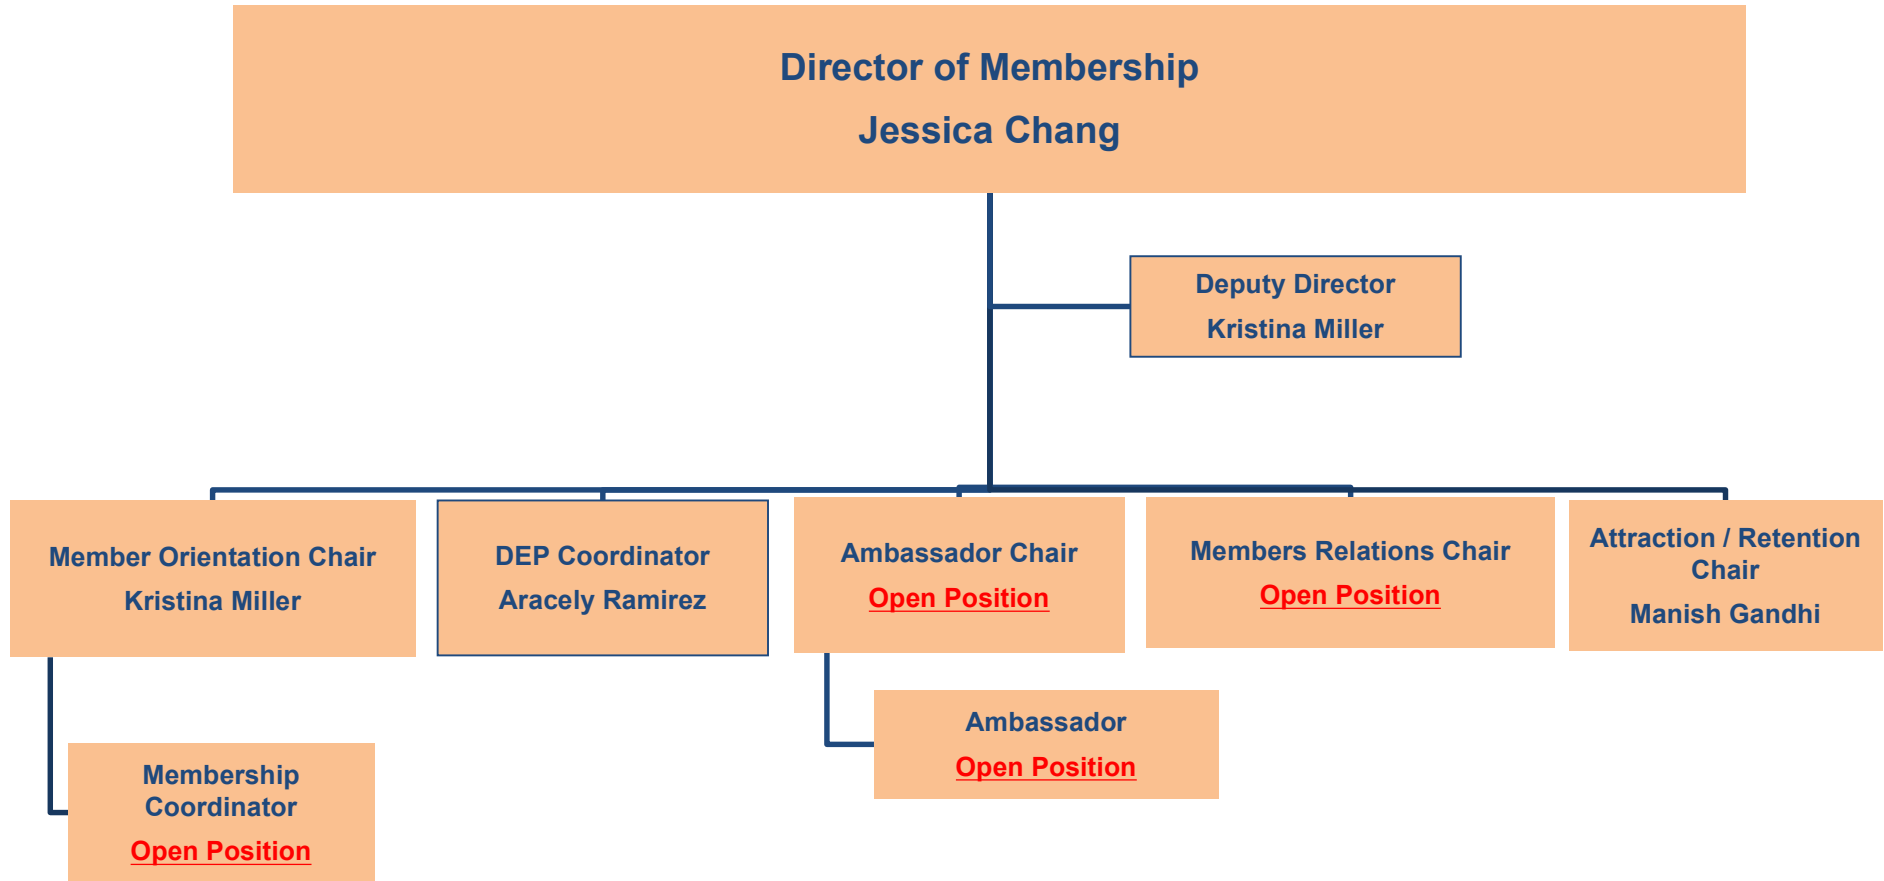 Director of Membership
Jessica Chang
Deputy Director
Kristina Miller
Member Orientation Chair
Kristina Miller
DEP Coordinator
Aracely Ramirez
Ambassador Chair
Open Position
Members Relations Chair
Open Position
Attraction / Retention
Chair
Manish Gandhi
Ambassador
Open Position
Membership
Coordinator
Open Position